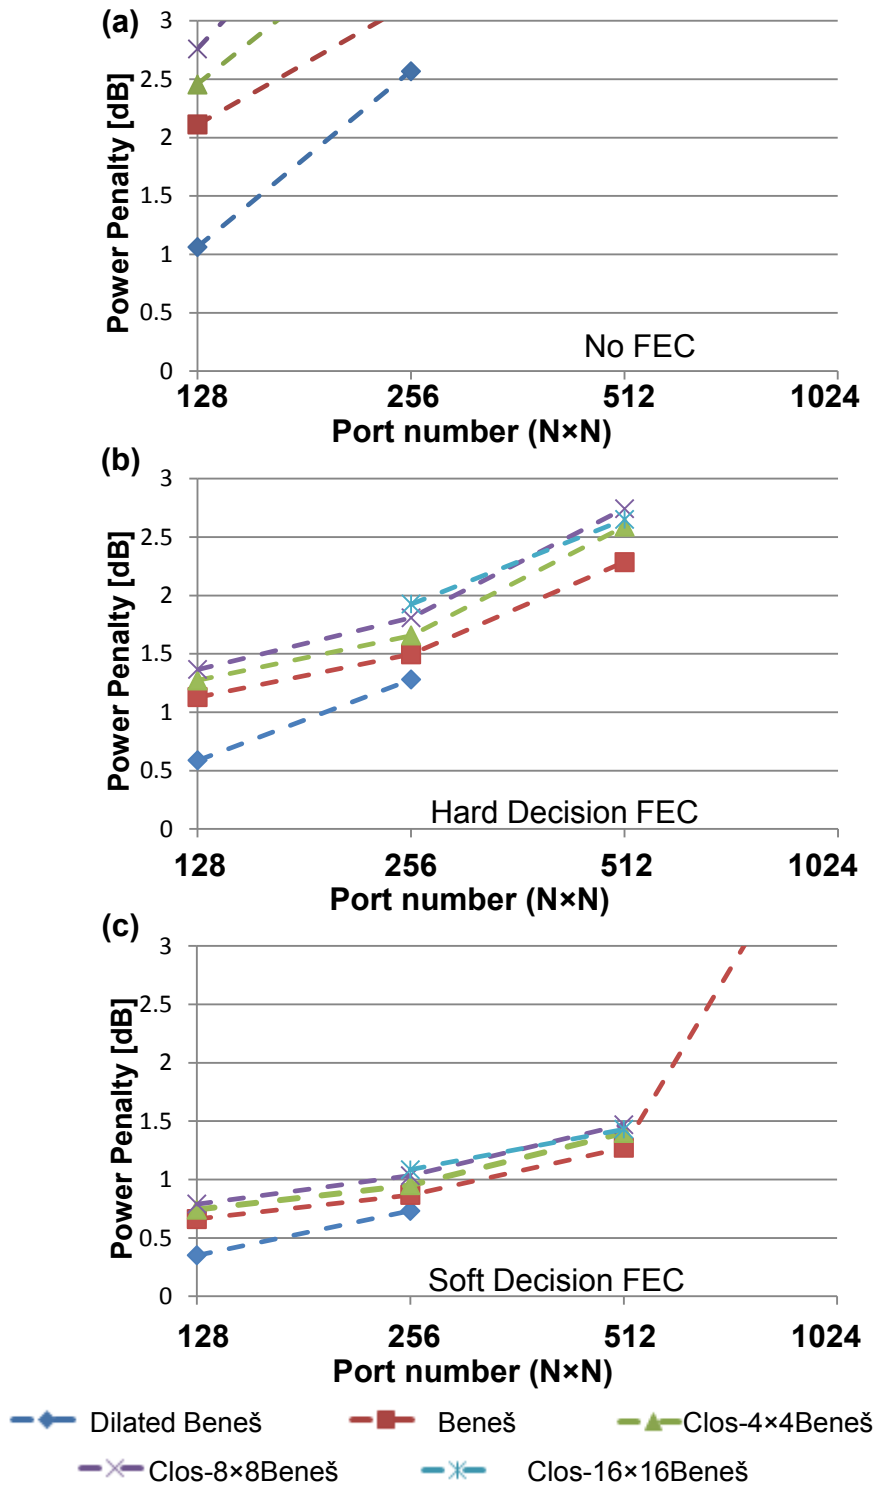 (a)
Power Penalty [dB]
3
2.5
2
1.5
1
0.5
0
No FEC
128 256 512 1024
Port number (N×N)
(b)
Power Penalty [dB]
3
2.5
2
1.5
1
0.5
0
Hard Decision FEC
128 256 512 1024
Port number (N×N)
(c)
Power Penalty [dB]
3
2.5
2
1.5
1
0.5
0
Soft Decision FEC
128 256 512 1024
Port number (N×N)
Dilated Beneš Beneš Clos-4×4Beneš
Clos-8×8Beneš Clos-16×16Beneš